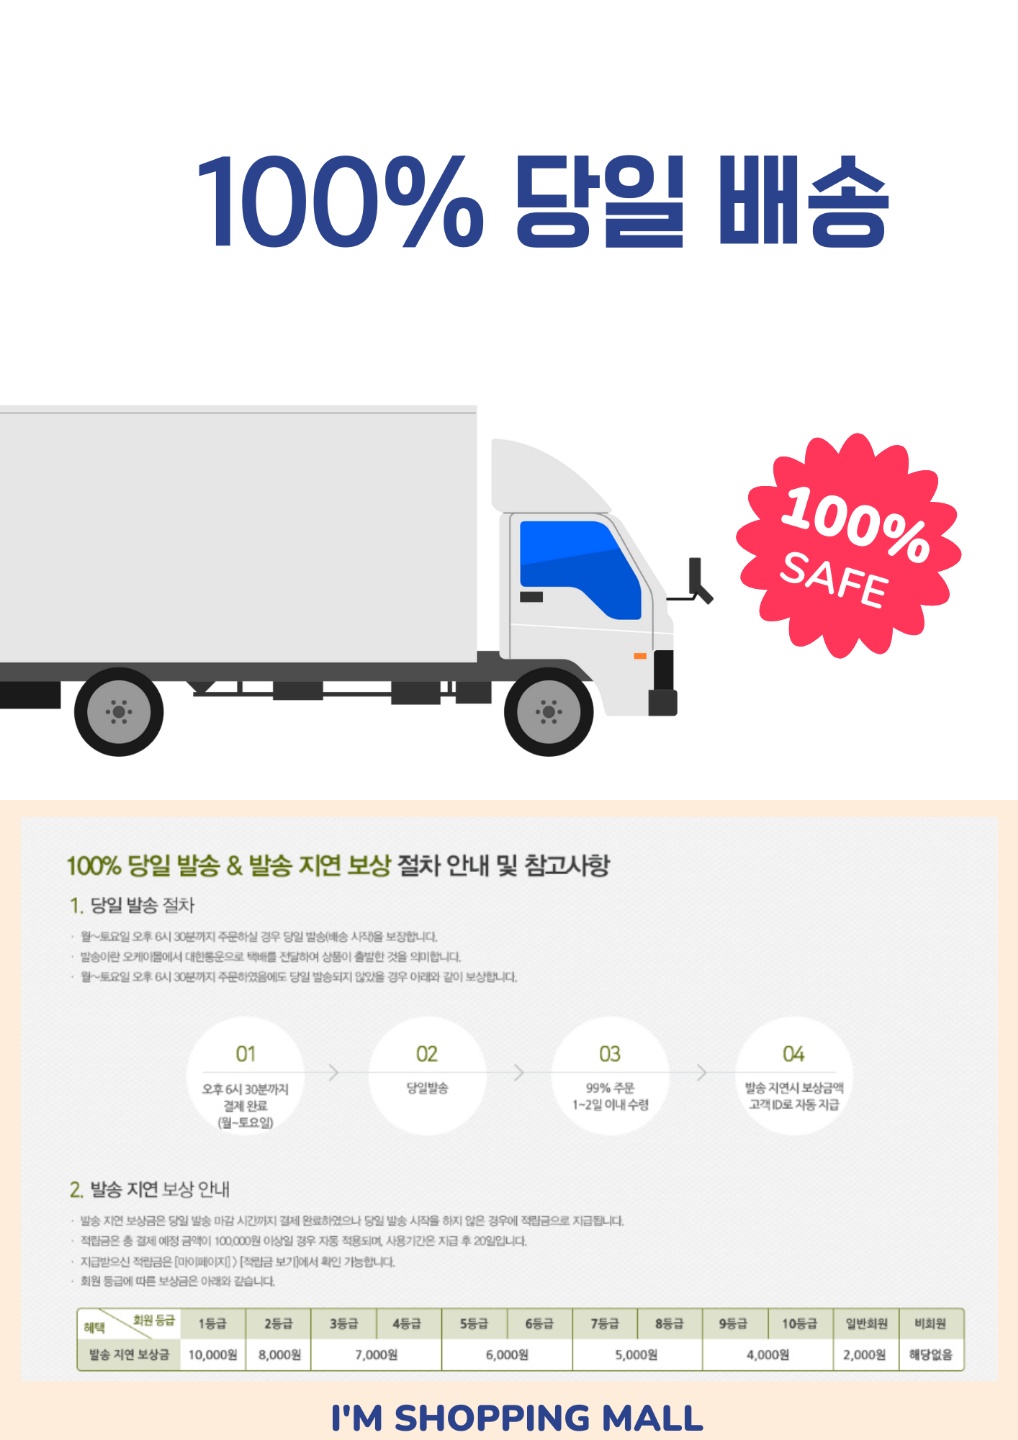 100% 당일 배송
100%
SAFE
100% 당일 발송 & 발송 지연 보상 절차 안내 및 참고사항
1. 당일 발송 절차
· 월~토요일 오후 6시 30분까지 주문하실 경우 당일 발송(배송 시작)을 보장합니다.
· 발송이란 오케이몰에서 대한통운으로 택배를 전달하여 상품이 출발한 것을 의미합니다.
· 월~토요일 오후 6시 30분까지 주문하였음에도 당일 발송되지 않았을 경우 아래와 같이 보상합니다.
01
오후 6시 30분까지
결제 완료
(월~토요일)
02
당일발송
03
99% 주문
1~2일 이내 수령
04
발송 지연시 보상금액
고객 ID로 자동 지급
2. 발송 지연 보상 안내
· 발송 지연 보상금은 당일 발송 마감 시간까지 결제 완료하였으나 당일 발송 시작을 하지 않은 경우에 적립금으로 지급됩니다.
· 적립금은 총 결제 예정 금액이 100,000원 이상일 경우 자동 적용되며, 사용기간은 지급 후 20일입니다.
· 지급받으신 적립금은 [마이페이지] > [적립금 보기]에서 확인 가능합니다.
· 회원 등급에 따른 보상금은 아래와 같습니다.
혜택 회원 등급 1등급 2등급 3등급 4등급 5등급 6등급 7등급 8등급 9등급 10등급 일반회원 비회원
발송 지연 보상금 10,000원 8,000원 7,000원 6,000원 5,000원 4,000원 2,000원 해당없음
I'M SHOPPING MALL